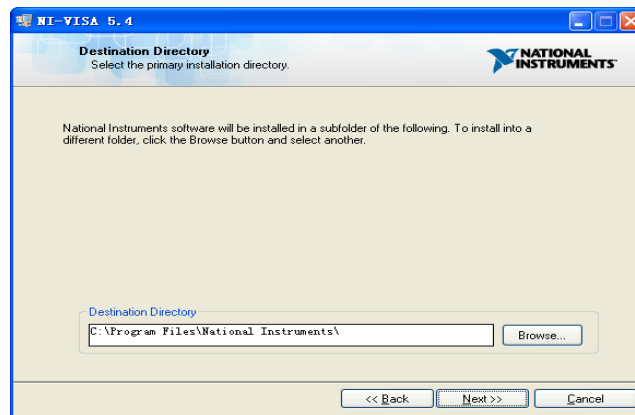 NI-VISA 5.4
Destination Directory
Select the primary installation directory.
NATIONAL
INSTRUMENTS
National Instruments software will be installed in a subfolder of the following. To install into a
different folder, click the Browse button and select another.
Destination Directory
C:\Program Files\National Instruments\
Browse...
<< Back
Next >>
Cancel